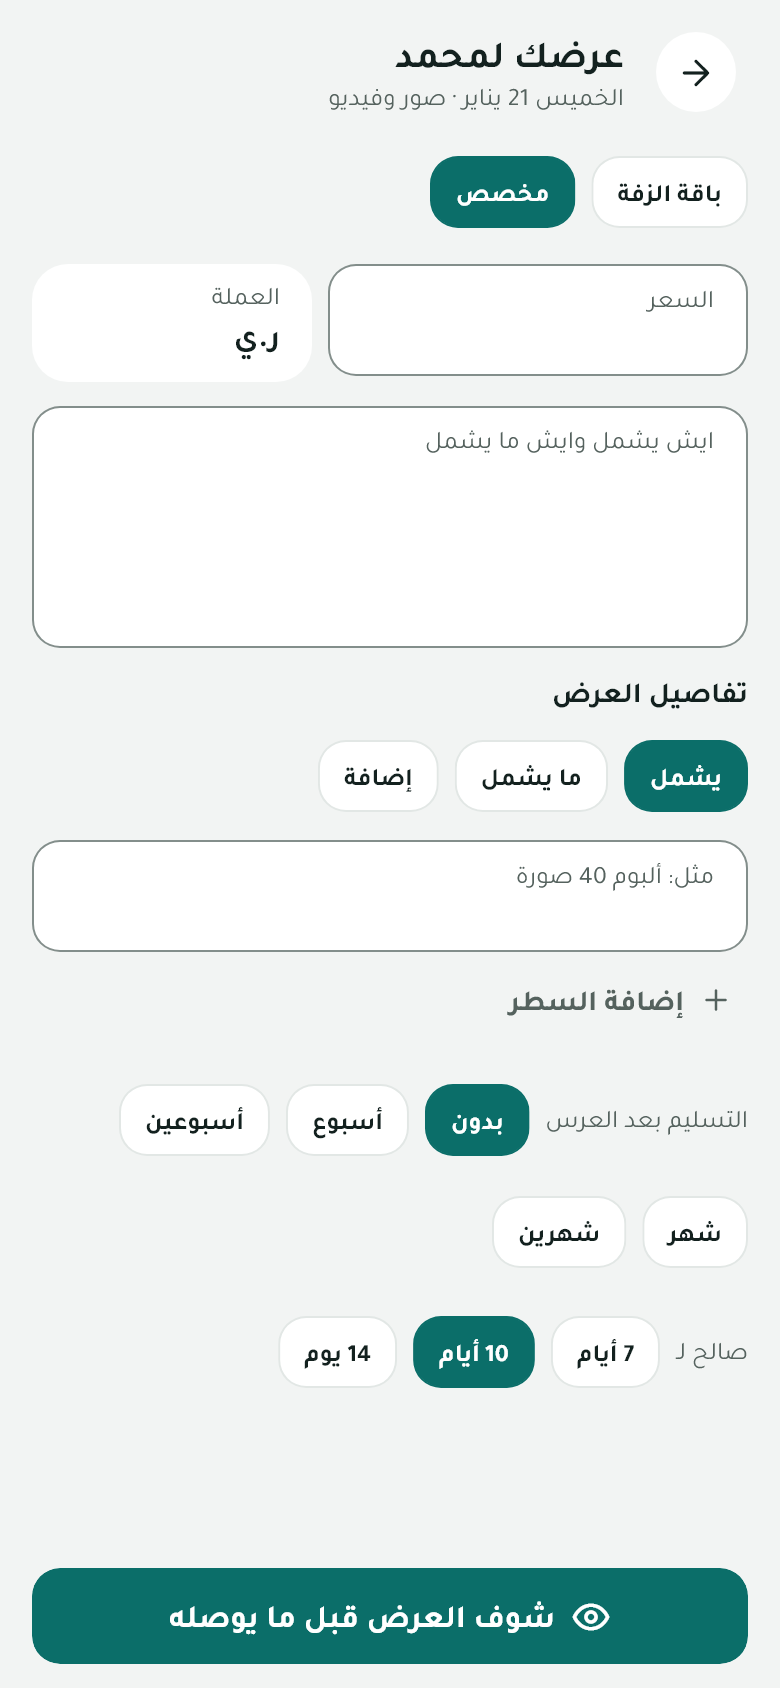 عرضك لمحمد
الخميس 21 يناير · صور وفيديو
باقة الزفة
مخصص
السعر
العملة
ر.ي
ايش يشمل وايش ما يشمل
تفاصيل العرض
يشمل
ما يشمل
إضافة
مثل: ألبوم 40 صورة
إضافة السطر
التسليم بعد العرس
بدون
أسبوع
أسبوعين
شهر
شهرين
صالح لـ
7 أيام
10 أيام
14 يوم
شوف العرض قبل ما يوصله